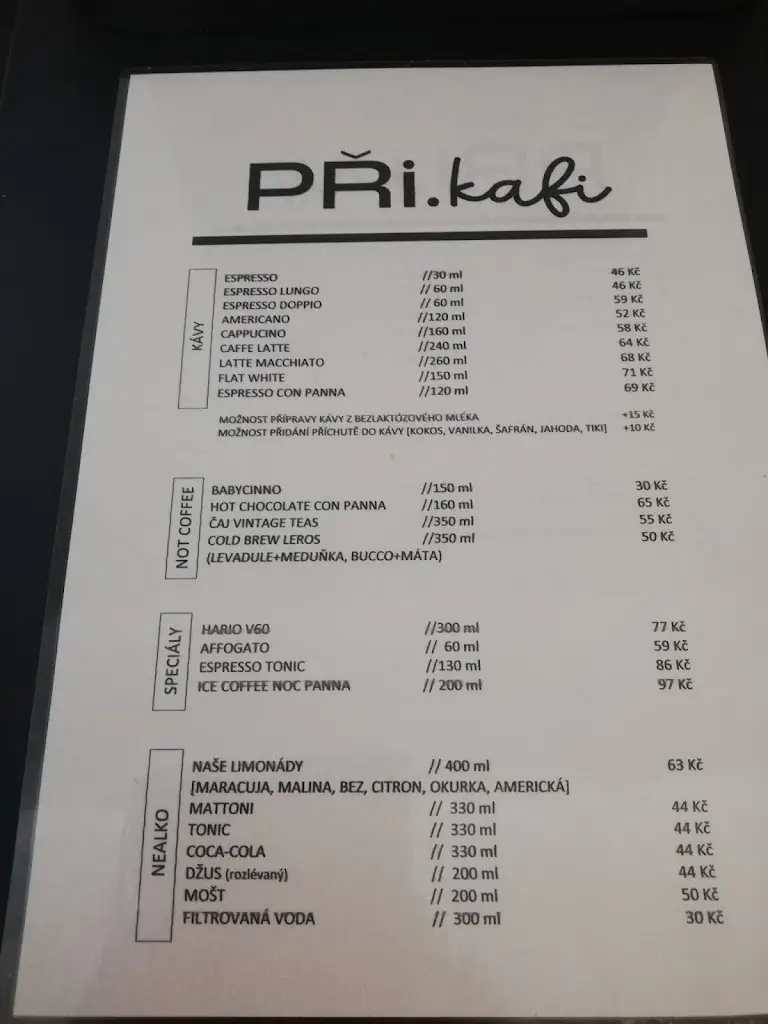 PŘi.kafi
KÁVY
ESPRESSO //30 ml 46 Kč
ESPRESSO LUNGO // 60 ml 46 Kč
ESPRESSO DOPPIO // 60 ml 59 Kč
AMERICANO //120 ml 52 Kč
CAPPUCINO //160 ml 58 Kč
CAFFE LATTE //240 ml 64 Kč
LATTE MACCHIATO //260 ml 68 Kč
FLAT WHITE //150 ml 71 Kč
ESPRESSO CON PANNA //120 ml 69 Kč
MOŽNOST PŘÍPRAVY KÁVY Z BEZLAKTÓZOVÉHO MLÉKA +15 Kč
MOŽNOST PŘIDÁNÍ PŘÍCHUTĚ DO KÁVY [KOKOS, VANILKA, ŠAFRÁN, JAHODA, TIKI] +10 Kč
NOT COFFEE
BABYCINNO //150 ml 30 Kč
HOT CHOCOLATE CON PANNA //160 ml 65 Kč
ČAJ VINTAGE TEAS //350 ml 55 Kč
COLD BREW LEROS //350 ml 50 Kč
(LEVADULE+MEDUŇKA, BUCCO+MÁTA)
SPECIÁLY
HARIO V60 //300 ml 77 Kč
AFFOGATO // 60 ml 59 Kč
ESPRESSO TONIC //130 ml 86 Kč
ICE COFFEE NOC PANNA // 200 ml 97 Kč
NEALKO
NAŠE LIMONÁDY // 400 ml 63 Kč
[MARACUJA, MALINA, BEZ, CITRON, OKURKA, AMERICKÁ]
MATTONI // 330 ml 44 Kč
TONIC // 330 ml 44 Kč
COCA-COLA // 330 ml 44 Kč
DŽUS (rozlévaný) // 200 ml 44 Kč
MOŠT // 200 ml 50 Kč
FILTROVANÁ VODA // 300 ml 30 Kč